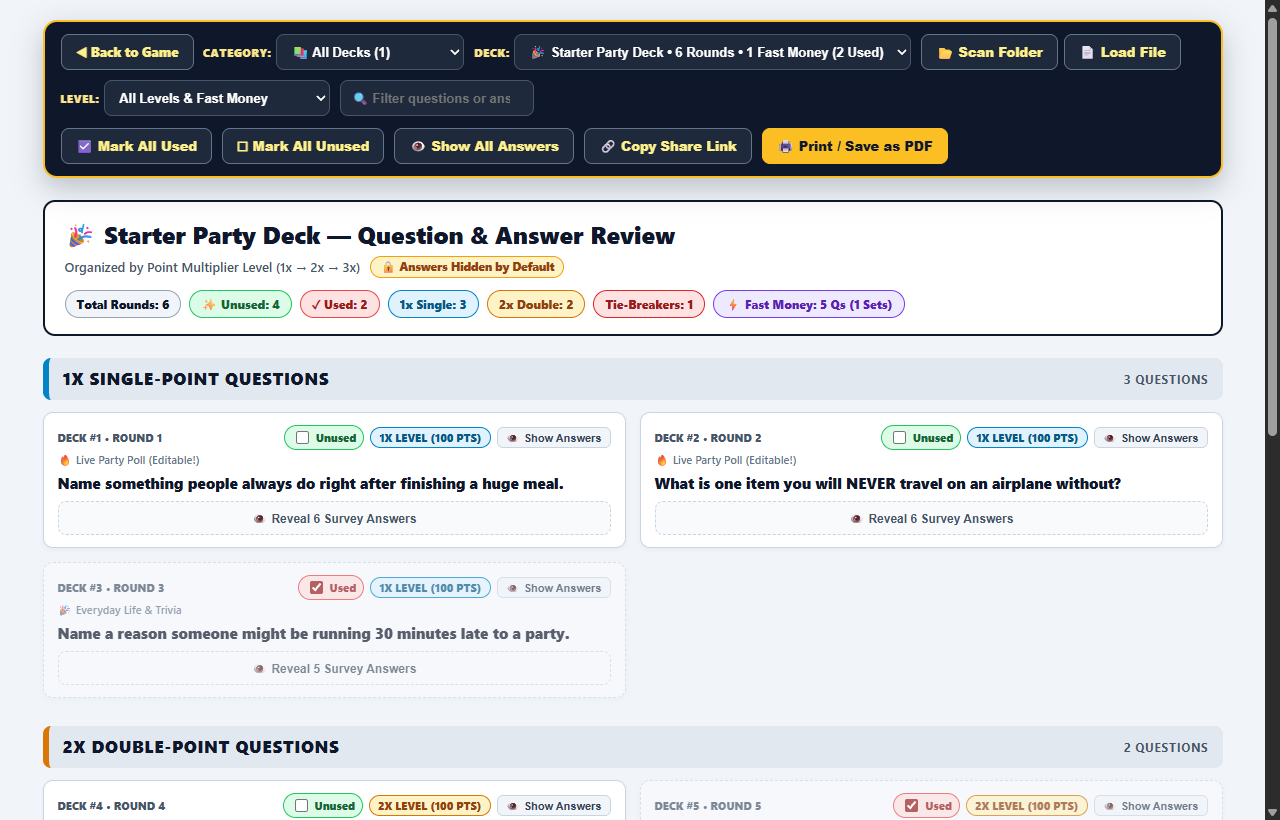 ◀ Back to Game CATEGORY: All Decks (1) DECK: Starter Party Deck • 6 Rounds • 1 Fast Money (2 Used) Scan Folder Load File
LEVEL: All Levels & Fast Money Filter questions or ans
Mark All Used Mark All Unused Show All Answers Copy Share Link Print / Save as PDF
Starter Party Deck — Question & Answer Review
Organized by Point Multiplier Level (1x → 2x → 3x) Answers Hidden by Default
Total Rounds: 6 Unused: 4 ✓ Used: 2 1x Single: 3 2x Double: 2 Tie-Breakers: 1 Fast Money: 5 Qs (1 Sets)
1X SINGLE-POINT QUESTIONS 3 QUESTIONS
DECK #1 • ROUND 1 Unused 1X LEVEL (100 PTS) Show Answers
Live Party Poll (Editable!)
Name something people always do right after finishing a huge meal.
Reveal 6 Survey Answers
DECK #2 • ROUND 2 Unused 1X LEVEL (100 PTS) Show Answers
Live Party Poll (Editable!)
What is one item you will NEVER travel on an airplane without?
Reveal 6 Survey Answers
DECK #3 • ROUND 3 Used 1X LEVEL (100 PTS) Show Answers
Everyday Life & Trivia
Name a reason someone might be running 30 minutes late to a party.
Reveal 5 Survey Answers
2X DOUBLE-POINT QUESTIONS 2 QUESTIONS
DECK #4 • ROUND 4 Unused 2X LEVEL (100 PTS) Show Answers
DECK #5 • ROUND 5 Used 2X LEVEL (100 PTS) Show Answers